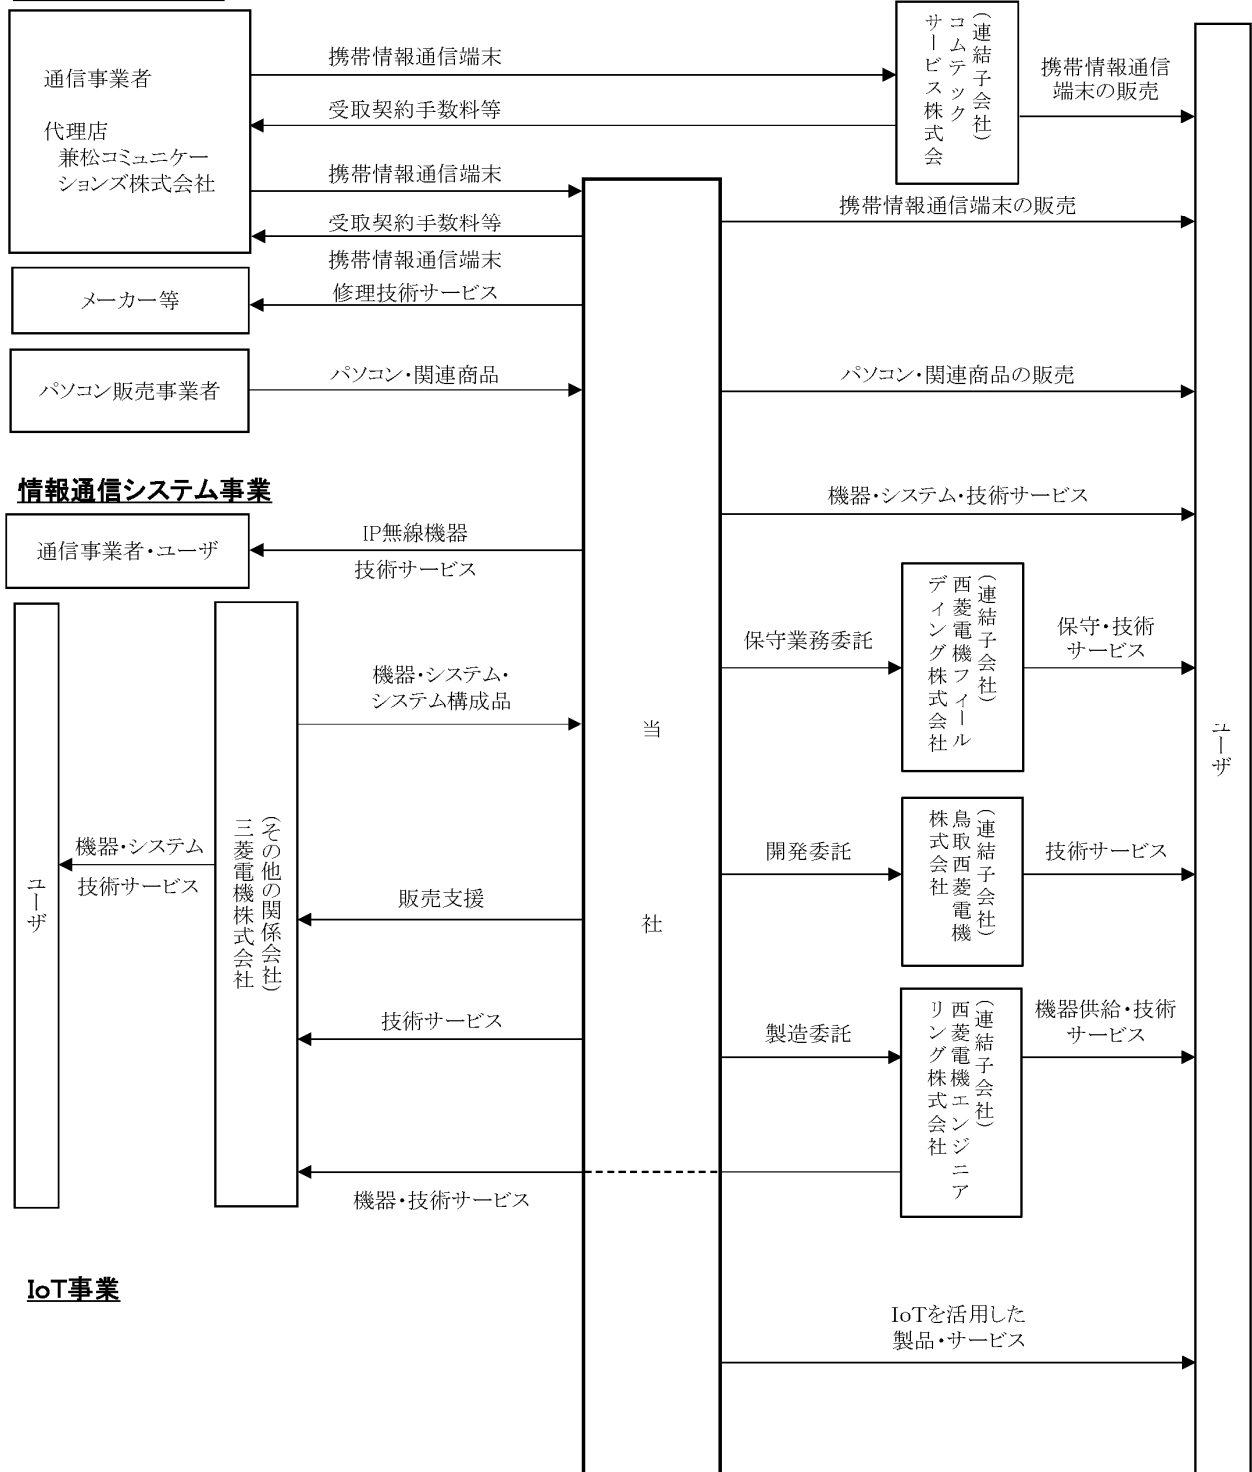 通信事業者
代理店
兼松コミュニケー
ションズ株式会社
携帯情報通信端末
受取契約手数料等
(連結子会社)
コムテック
サービス株式会
携帯情報通信
端末の販売
携帯情報通信端末
受取契約手数料等
携帯情報通信端末の販売
メーカー等
携帯情報通信端末
修理技術サービス
パソコン販売事業者
パソコン・関連商品
パソコン・関連商品の販売
情報通信システム事業
機器・システム・技術サービス
通信事業者・ユーザ
IP無線機器
技術サービス
保守業務委託
(連結子会社)
西菱電機フィール
ディング株式会社
保守・技術
サービス
機器・システム・
システム構成品
当社
ユーザ
ユーザ
機器・システム
技術サービス
(その他の関係会社)
三菱電機株式会社
販売支援
開発委託
(連結子会社)
鳥取西菱電機
株式会社
技術サービス
技術サービス
製造委託
(連結子会社)
西菱電機エンジニア
リング株式会社
機器供給・技術
サービス
機器・技術サービス
IoT事業
IoTを活用した
製品・サービス